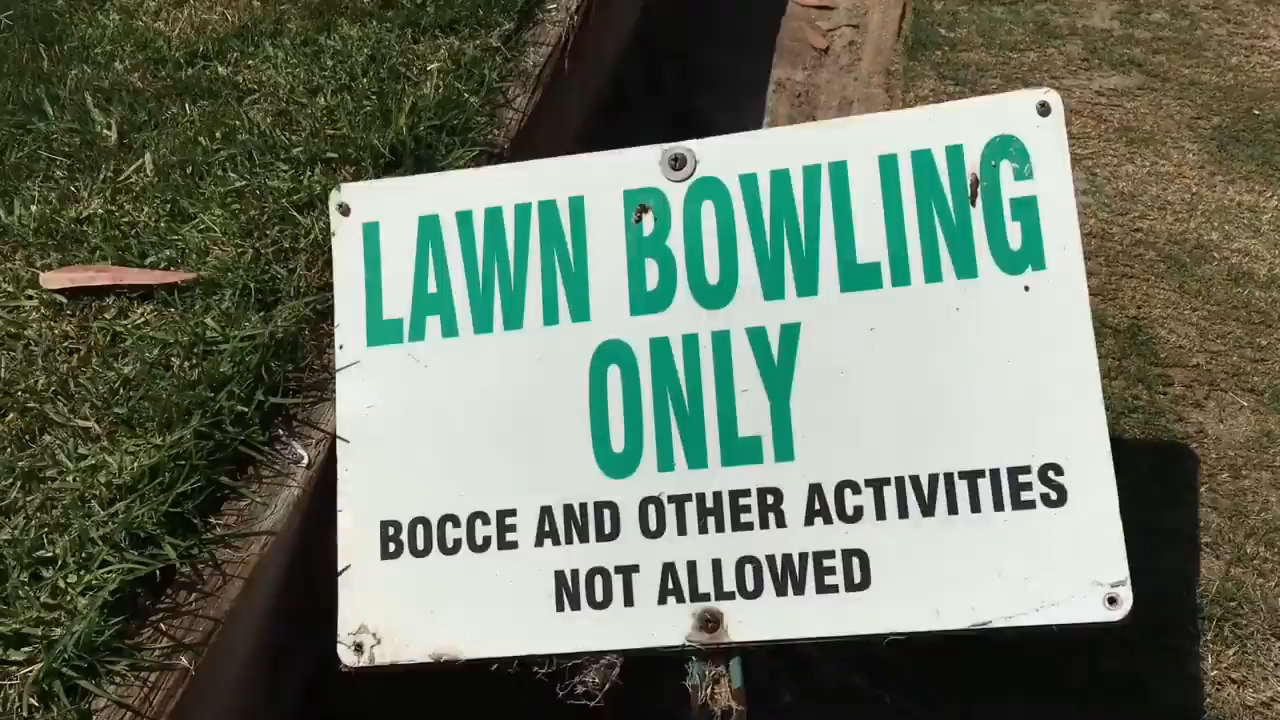 LAWN BOWLING
ONLY
BOCCE AND OTHER ACTIVITIES
NOT ALLOWED